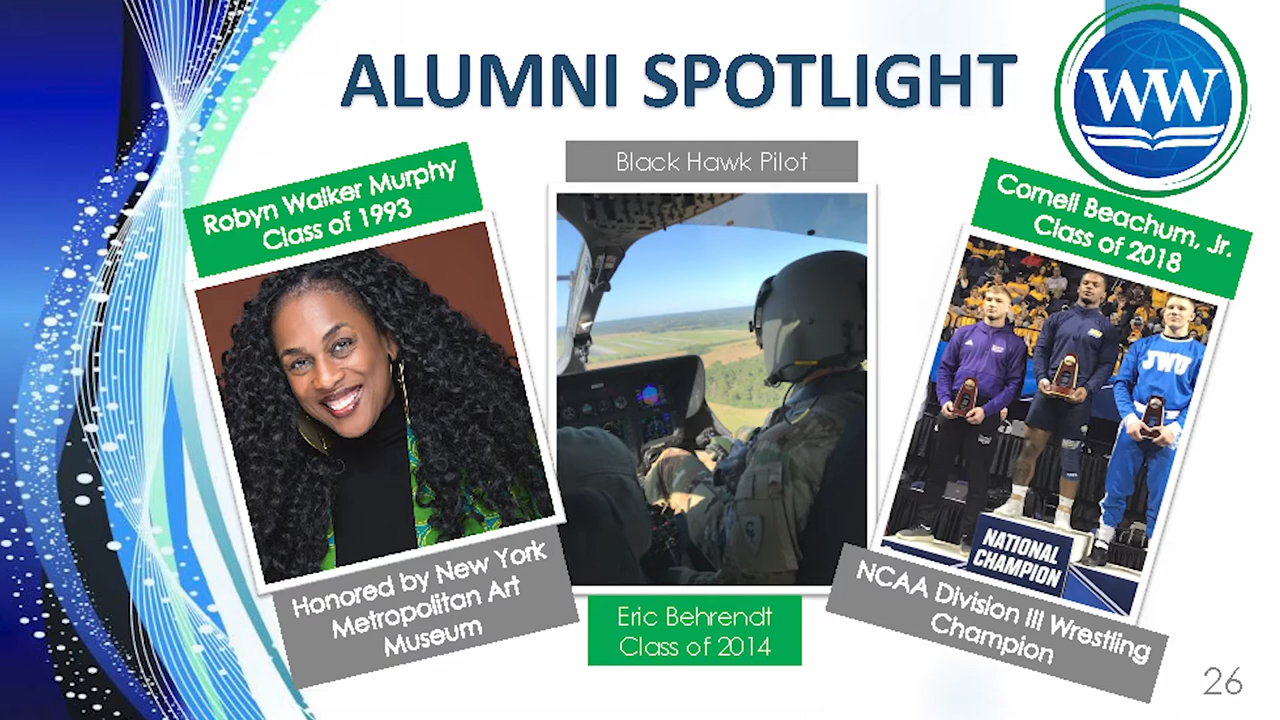 ALUMNI SPOTLIGHT
WW
Robyn Walker Murphy
Class of 1993
Honored by New York
Metropolitan Art
Museum
Black Hawk Pilot
Eric Behrendt
Class of 2014
Cornell Beachum, Jr.
Class of 2018
JWU
NATIONAL
CHAMPION
NCAA Division III Wrestling
Champion
26